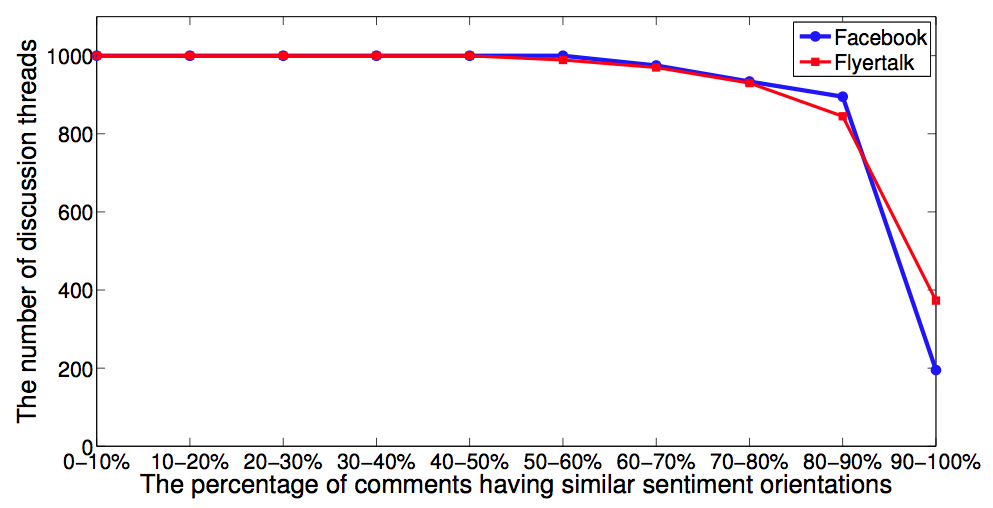 Facebook
Flyertalk
The number of discussion threads
1000
800
600
400
200
0
0–10% 10–20% 20–30% 30–40% 40–50% 50–60% 60–70% 70–80% 80–90% 90–100%
The percentage of comments having similar sentiment orientations